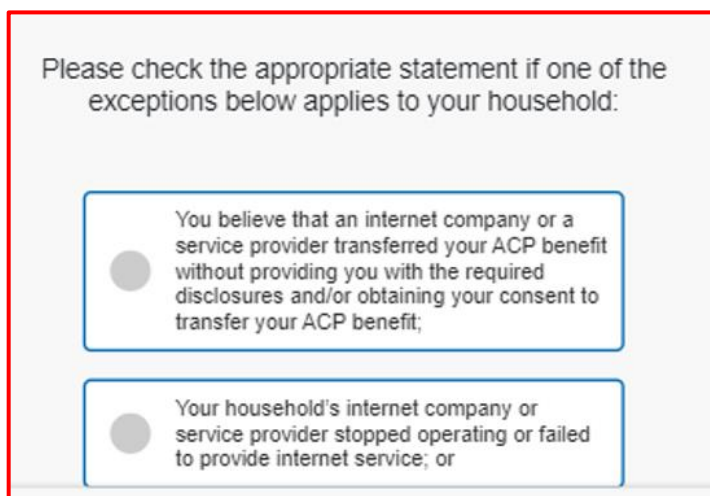 Please check the appropriate statement if one of the
exceptions below applies to your household:
You believe that an internet company or a
service provider transferred your ACP benefit
without providing you with the required
disclosures and/or obtaining your consent to
transfer your ACP benefit;
Your household's internet company or
service provider stopped operating or failed
to provide internet service; or